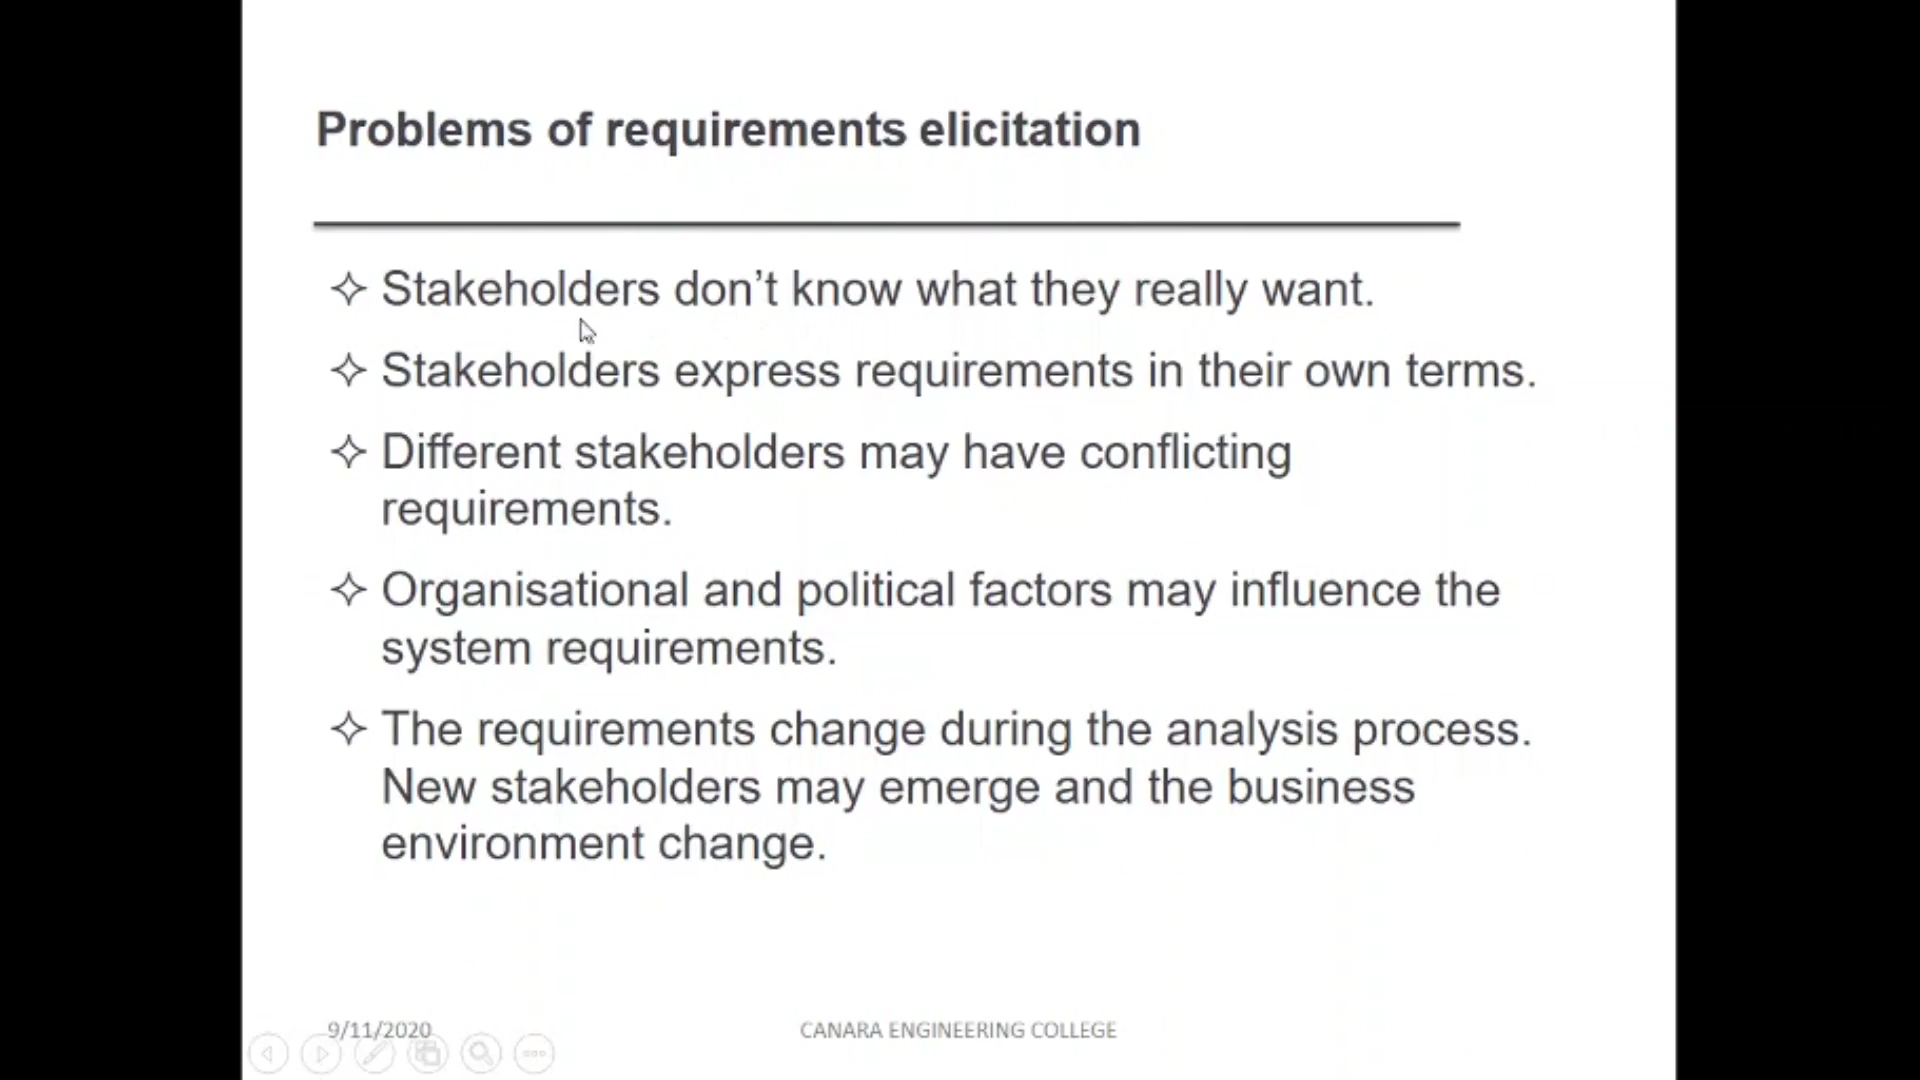 Problems of requirements elicitation
Stakeholders don’t know what they really want.
Stakeholders express requirements in their own terms.
Different stakeholders may have conflicting
requirements.
Organisational and political factors may influence the
system requirements.
The requirements change during the analysis process.
New stakeholders may emerge and the business
environment change.
9/11/2020
CANARA ENGINEERING COLLEGE